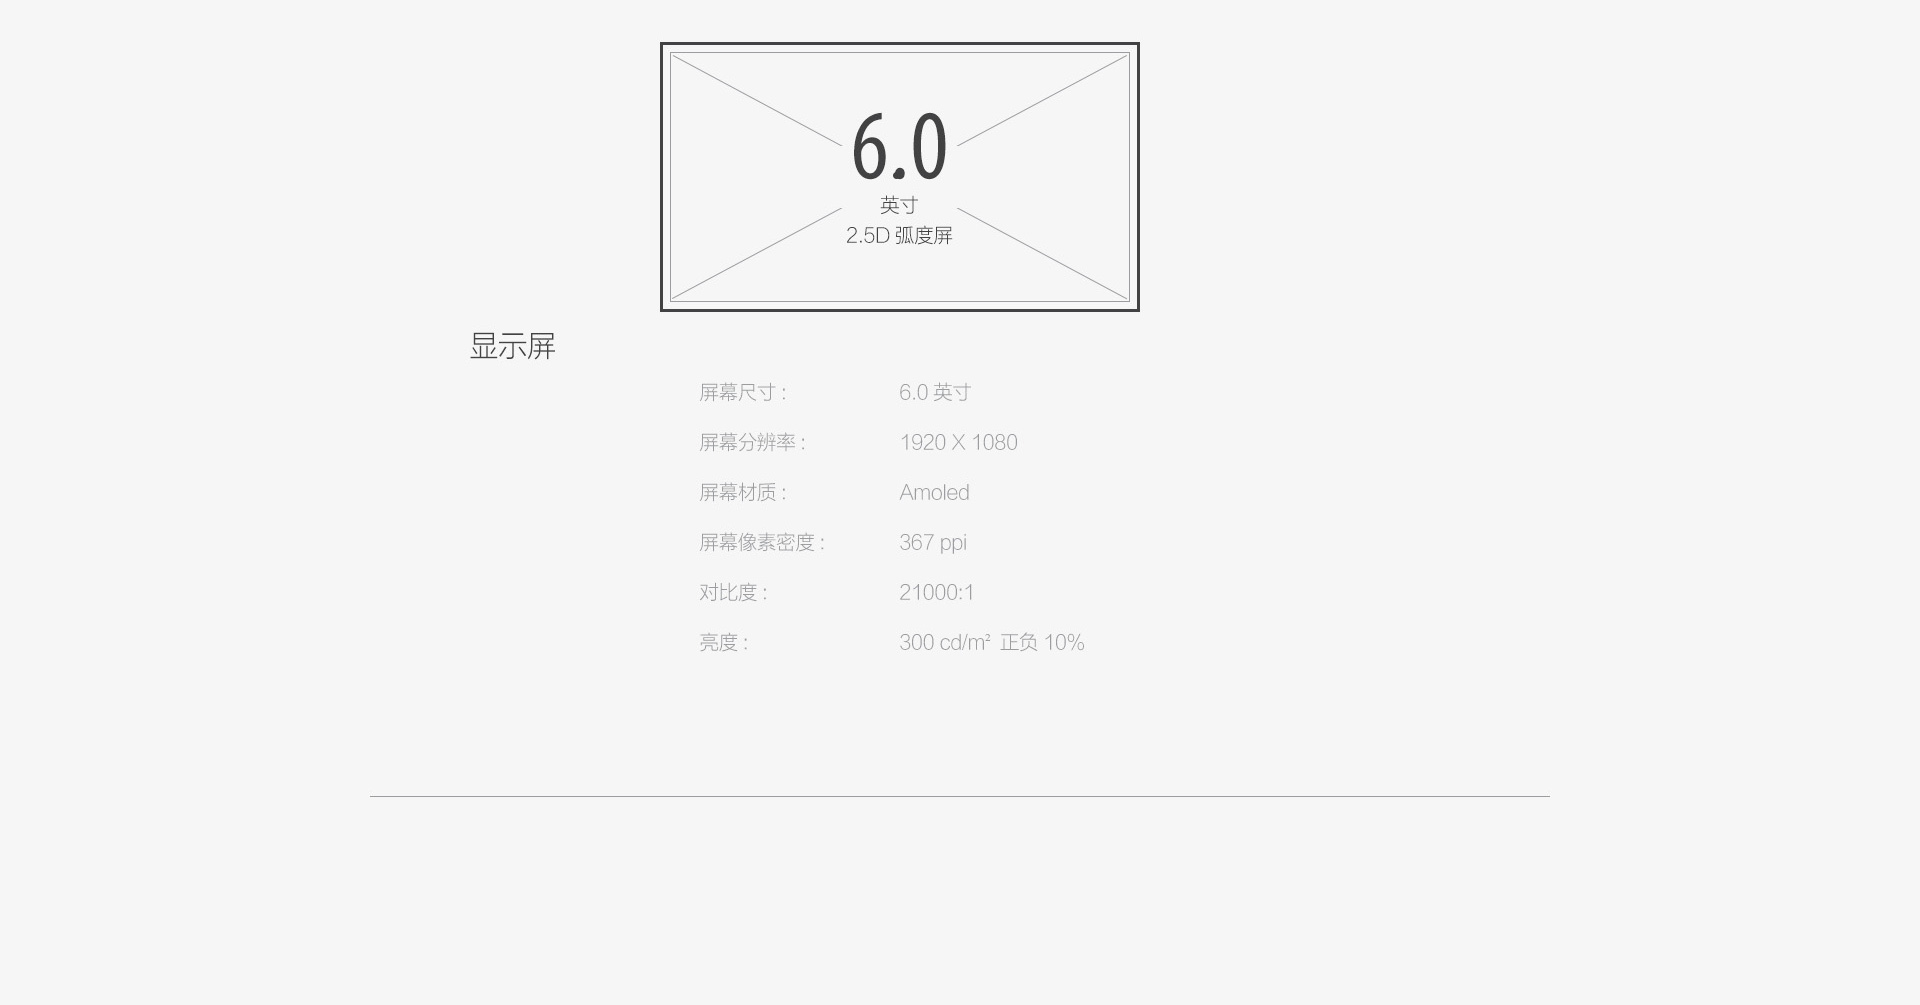 6.0
英寸
2.5D 弧度屏
显示屏
屏幕尺寸 : 6.0 英寸
屏幕分辨率 : 1920 X 1080
屏幕材质 : Amoled
屏幕像素密度 : 367 ppi
对比度 : 21000:1
亮度 : 300 cd/m² 正负 10%